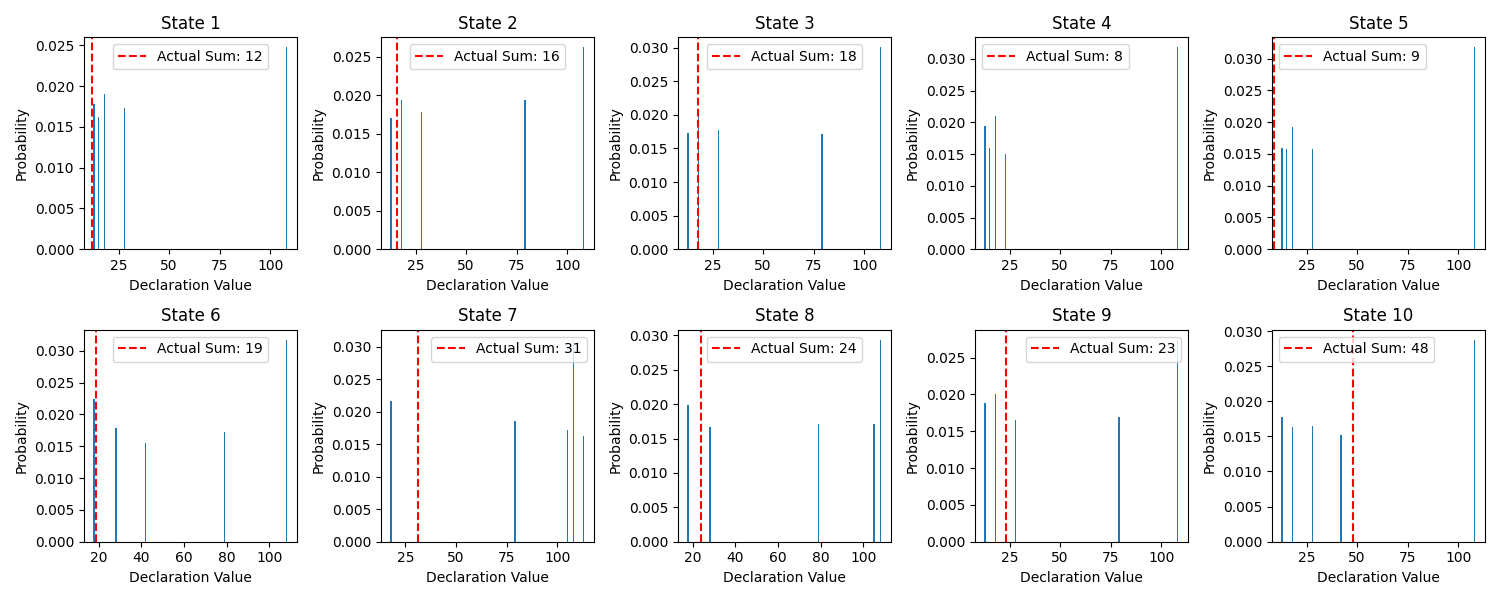 State 1
Actual Sum: 12
Probability
0.025
0.020
0.015
0.010
0.005
0.000
25 50 75 100
Declaration Value
State 2
Actual Sum: 16
Probability
0.025
0.020
0.015
0.010
0.005
0.000
25 50 75 100
Declaration Value
State 3
Actual Sum: 18
Probability
0.030
0.025
0.020
0.015
0.010
0.005
0.000
25 50 75 100
Declaration Value
State 4
Actual Sum: 8
Probability
0.030
0.025
0.020
0.015
0.010
0.005
0.000
25 50 75 100
Declaration Value
State 5
Actual Sum: 9
Probability
0.030
0.025
0.020
0.015
0.010
0.005
0.000
25 50 75 100
Declaration Value
State 6
Actual Sum: 19
Probability
0.030
0.025
0.020
0.015
0.010
0.005
0.000
20 40 60 80 100
Declaration Value
State 7
Actual Sum: 31
Probability
0.030
0.025
0.020
0.015
0.010
0.005
0.000
25 50 75 100
Declaration Value
State 8
Actual Sum: 24
Probability
0.030
0.025
0.020
0.015
0.010
0.005
0.000
20 40 60 80 100
Declaration Value
State 9
Actual Sum: 23
Probability
0.025
0.020
0.015
0.010
0.005
0.000
25 50 75 100
Declaration Value
State 10
Actual Sum: 48
Probability
0.030
0.025
0.020
0.015
0.010
0.005
0.000
25 50 75 100
Declaration Value